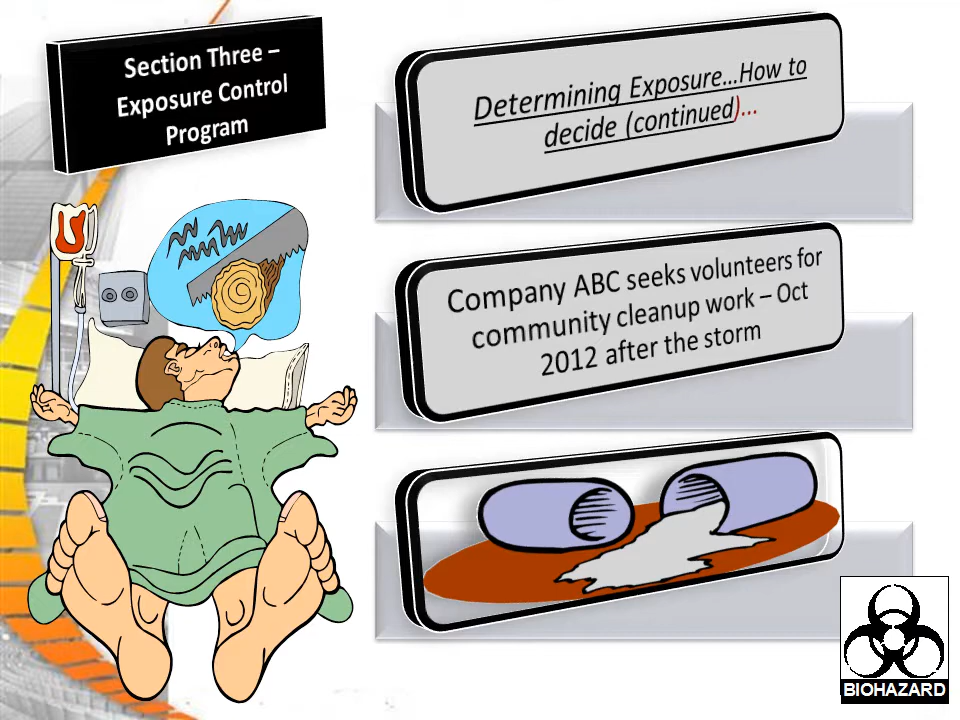 Section Three –
Exposure Control
Program
Determining Exposure...How to
decide (continued)...
Company ABC seeks volunteers for
community cleanup work – Oct
2012 after the storm
BIOHAZARD